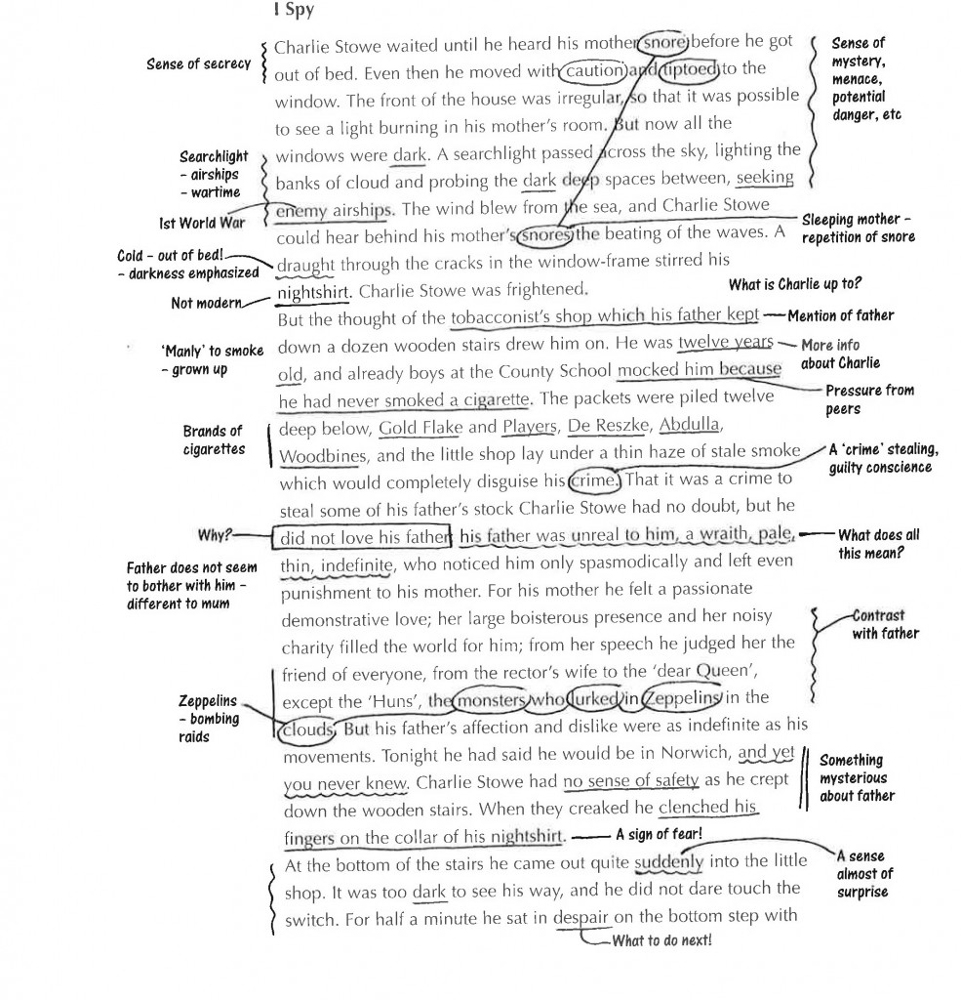 I Spy
Charlie Stowe waited until he heard his mother snore before he got
out of bed. Even then he moved with caution and tiptoed to the
window. The front of the house was irregular, so that it was possible
to see a light burning in his mother's room. But now all the
windows were dark. A searchlight passed across the sky, lighting the
banks of cloud and probing the dark deep spaces between, seeking
enemy airships. The wind blew from the sea, and Charlie Stowe
could hear behind his mother's snores the beating of the waves. A
draught through the cracks in the window-frame stirred his
nightshirt. Charlie Stowe was frightened.
But the thought of the tobacconist's shop which his father kept
down a dozen wooden stairs drew him on. He was twelve years
old, and already boys at the County School mocked him because
he had never smoked a cigarette. The packets were piled twelve
deep below, Gold Flake and Players, De Reszke, Abdulla,
Woodbines, and the little shop lay under a thin haze of stale smoke
which would completely disguise his crime. That it was a crime to
steal some of his father's stock Charlie Stowe had no doubt, but he
did not love his father his father was unreal to him, a wraith, pale,
thin, indefinite, who noticed him only spasmodically and left even
punishment to his mother. For his mother he felt a passionate
demonstrative love; her large boisterous presence and her noisy
charity filled the world for him; from her speech he judged her the
friend of everyone, from the rector's wife to the 'dear Queen',
except the 'Huns', the monsters who lurked in Zeppelins in the
clouds. But his father's affection and dislike were as indefinite as his
movements. Tonight he had said he would be in Norwich, and yet
you never knew. Charlie Stowe had no sense of safety as he crept
down the wooden stairs. When they creaked he clenched his
fingers on the collar of his nightshirt.
At the bottom of the stairs he came out quite suddenly into the little
shop. It was too dark to see his way, and he did not dare touch the
switch. For half a minute he sat in despair on the bottom step with
Sense of secrecy
Searchlight
– airships
– wartime
1st World War
Cold – out of bed!
– darkness emphasized
Not modern
'Manly' to smoke
– grown up
Brands of
cigarettes
Why?
Father does not seem
to bother with him –
different to mum
Zeppelins
– bombing
raids
Sense of
mystery,
menace,
potential
danger, etc
Sleeping mother –
repetition of snore
What is Charlie up to?
Mention of father
More info
about Charlie
Pressure from
peers
A 'crime' stealing,
guilty conscience
What does all
this mean?
Contrast
with father
Something
mysterious
about father
A sign of fear!
A sense
almost of
surprise
What to do next!